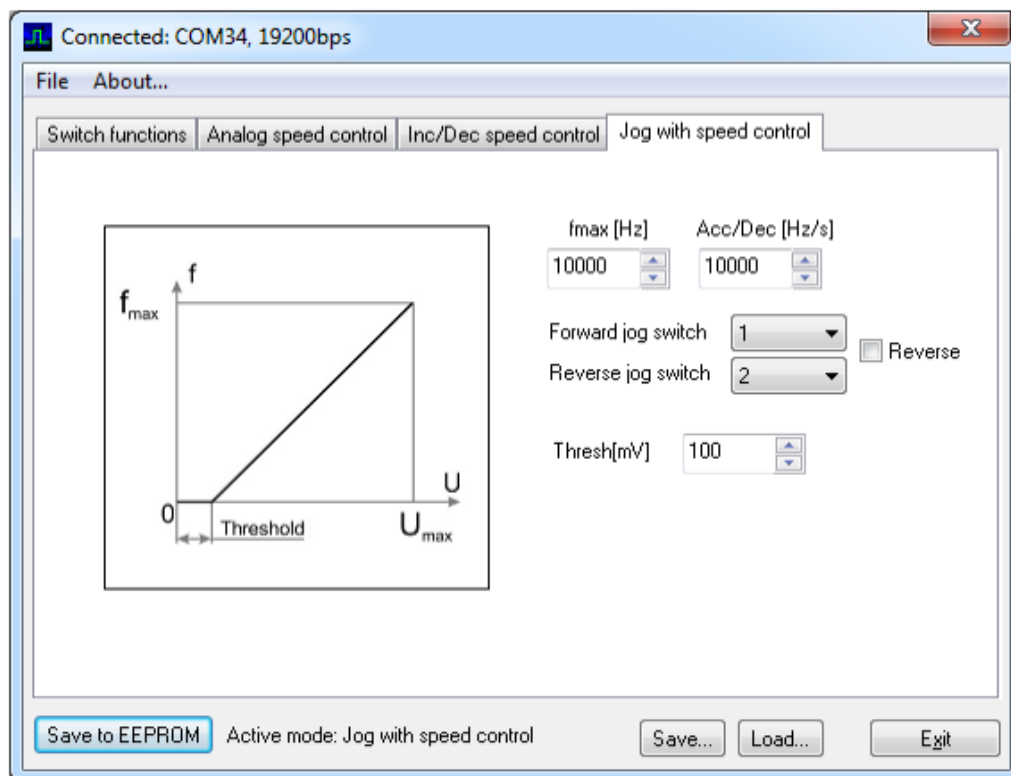 Connected: COM34, 19200bps
File About...
Switch functions Analog speed control Inc/Dec speed control Jog with speed control
fmax [Hz] Acc/Dec [Hz/s]
10000 10000
f
fmax
0
Threshold
U
Umax
Forward jog switch 1
Reverse jog switch 2
Reverse
Thresh[mV] 100
Save to EEPROM Active mode: Jog with speed control Save... Load... Exit